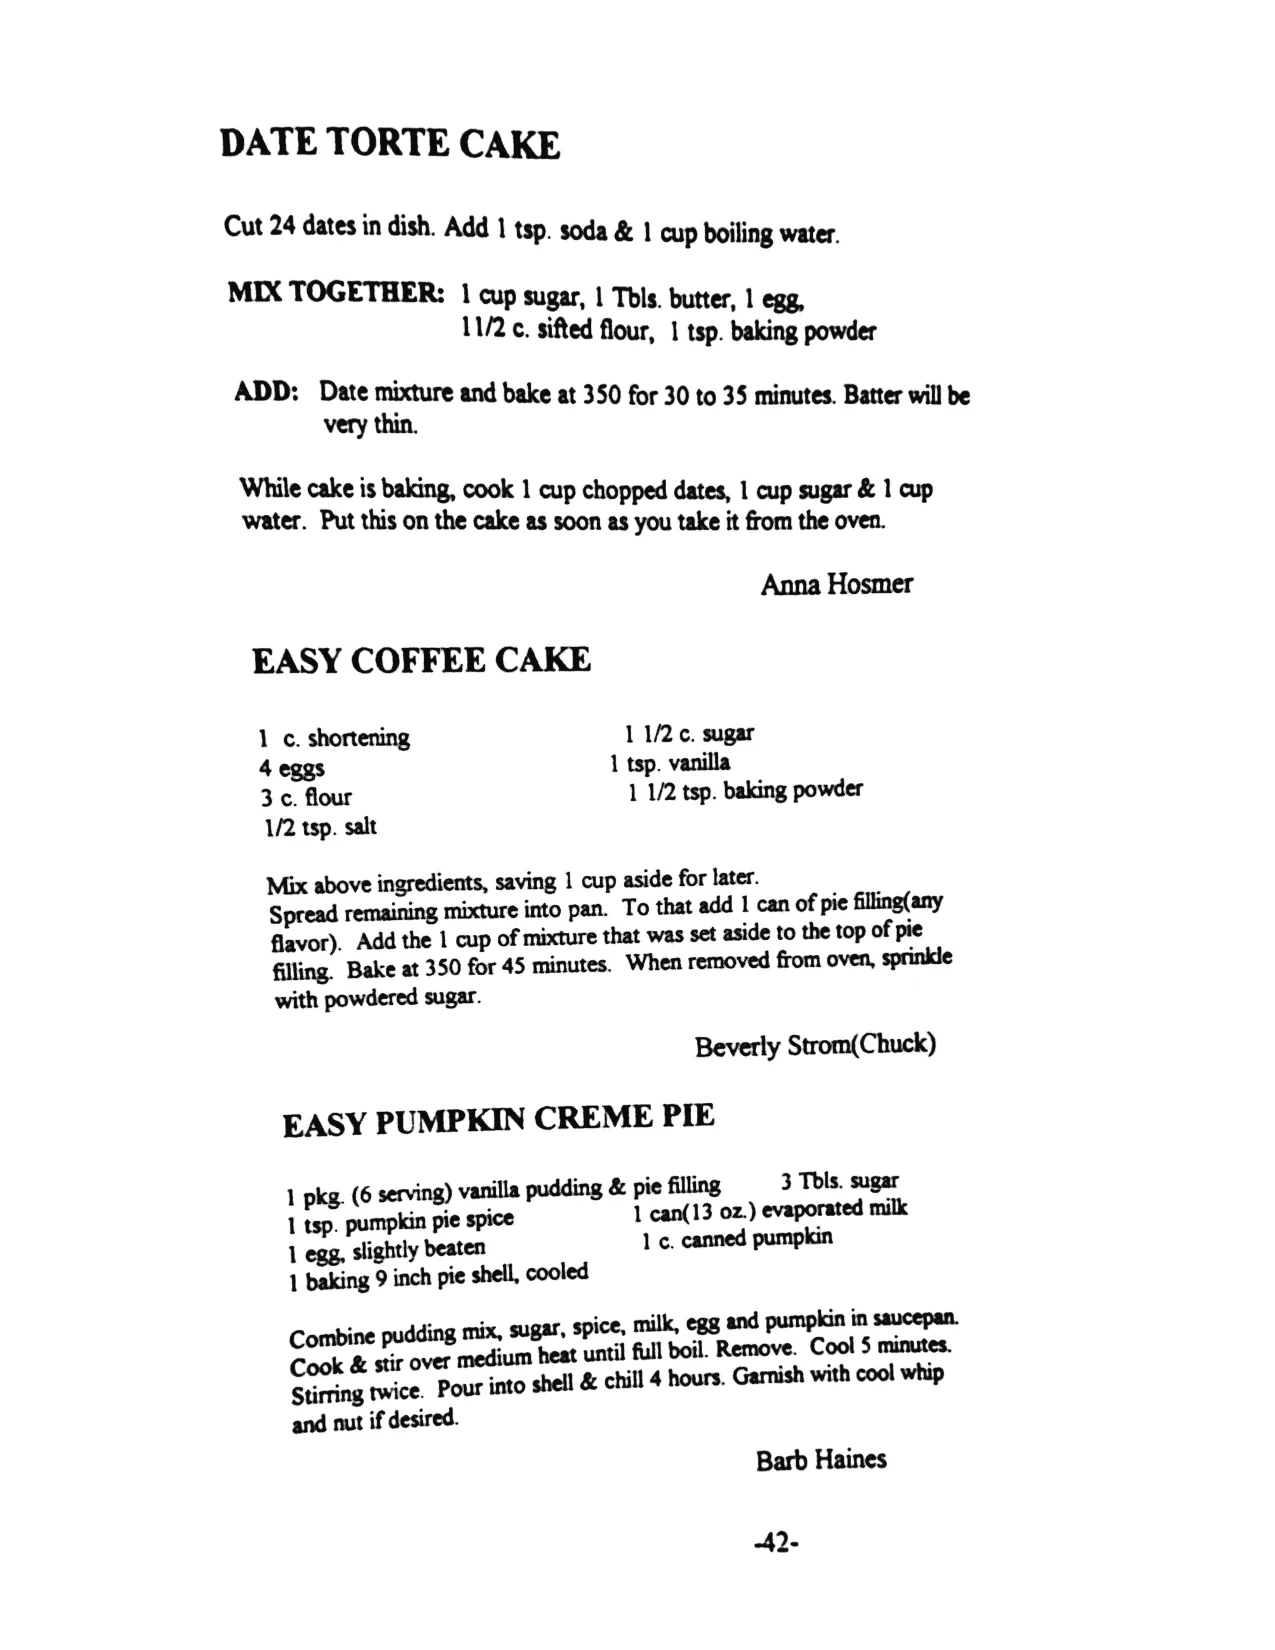 DATE TORTE CAKE
Cut 24 dates in dish. Add 1 tsp. soda & 1 cup boiling water.
MIX TOGETHER: 1 cup sugar, 1 Tbls. butter, 1 egg,
1 1/2 c. sifted flour, 1 tsp. baking powder
ADD: Date mixture and bake at 350 for 30 to 35 minutes. Batter will be
very thin.
While cake is baking, cook 1 cup chopped dates, 1 cup sugar & 1 cup
water. Put this on the cake as soon as you take it from the oven.
Anna Hosmer
EASY COFFEE CAKE
1 c. shortening 1 1/2 c. sugar
4 eggs 1 tsp. vanilla
3 c. flour 1 1/2 tsp. baking powder
1/2 tsp. salt
Mix above ingredients, saving 1 cup aside for later.
Spread remaining mixture into pan. To that add 1 can of pie filling(any
flavor). Add the 1 cup of mixture that was set aside to the top of pie
filling. Bake at 350 for 45 minutes. When removed from oven, sprinkle
with powdered sugar.
Beverly Strom(Chuck)
EASY PUMPKIN CREME PIE
1 pkg. (6 serving) vanilla pudding & pie filling 3 Tbls. sugar
1 tsp. pumpkin pie spice 1 can(13 oz.) evaporated milk
1 egg, slightly beaten 1 c. canned pumpkin
1 baking 9 inch pie shell, cooled
Combine pudding mix, sugar, spice, milk, egg and pumpkin in saucepan.
Cook & stir over medium heat until full boil. Remove. Cool 5 minutes.
Stirring twice. Pour into shell & chill 4 hours. Garnish with cool whip
and nut if desired.
Barb Haines
-42-